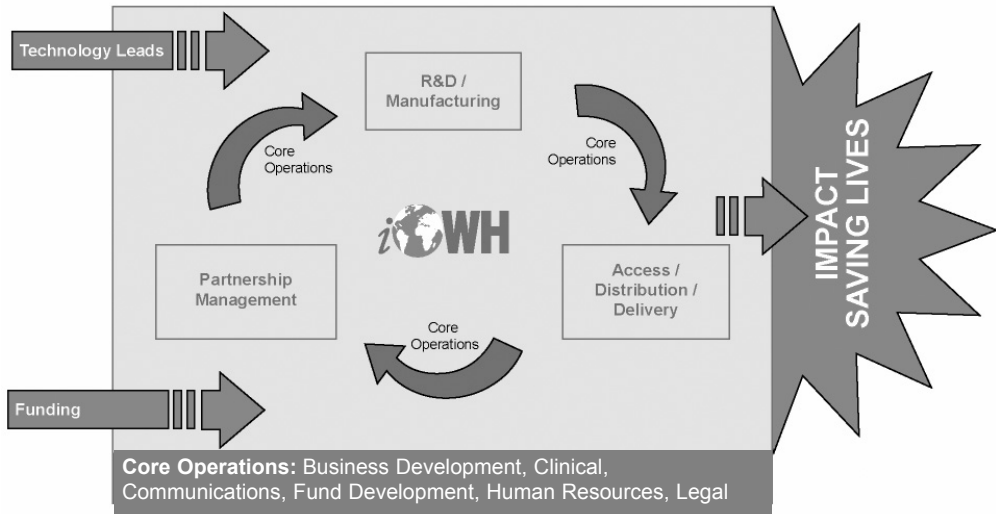 Technology Leads
R&D /
Manufacturing
Core
Operations
Core
Operations
iOWH
Partnership
Management
Access /
Distribution /
Delivery
Core
Operations
IMPACT
SAVING LIVES
Funding
Core Operations: Business Development, Clinical,
Communications, Fund Development, Human Resources, Legal